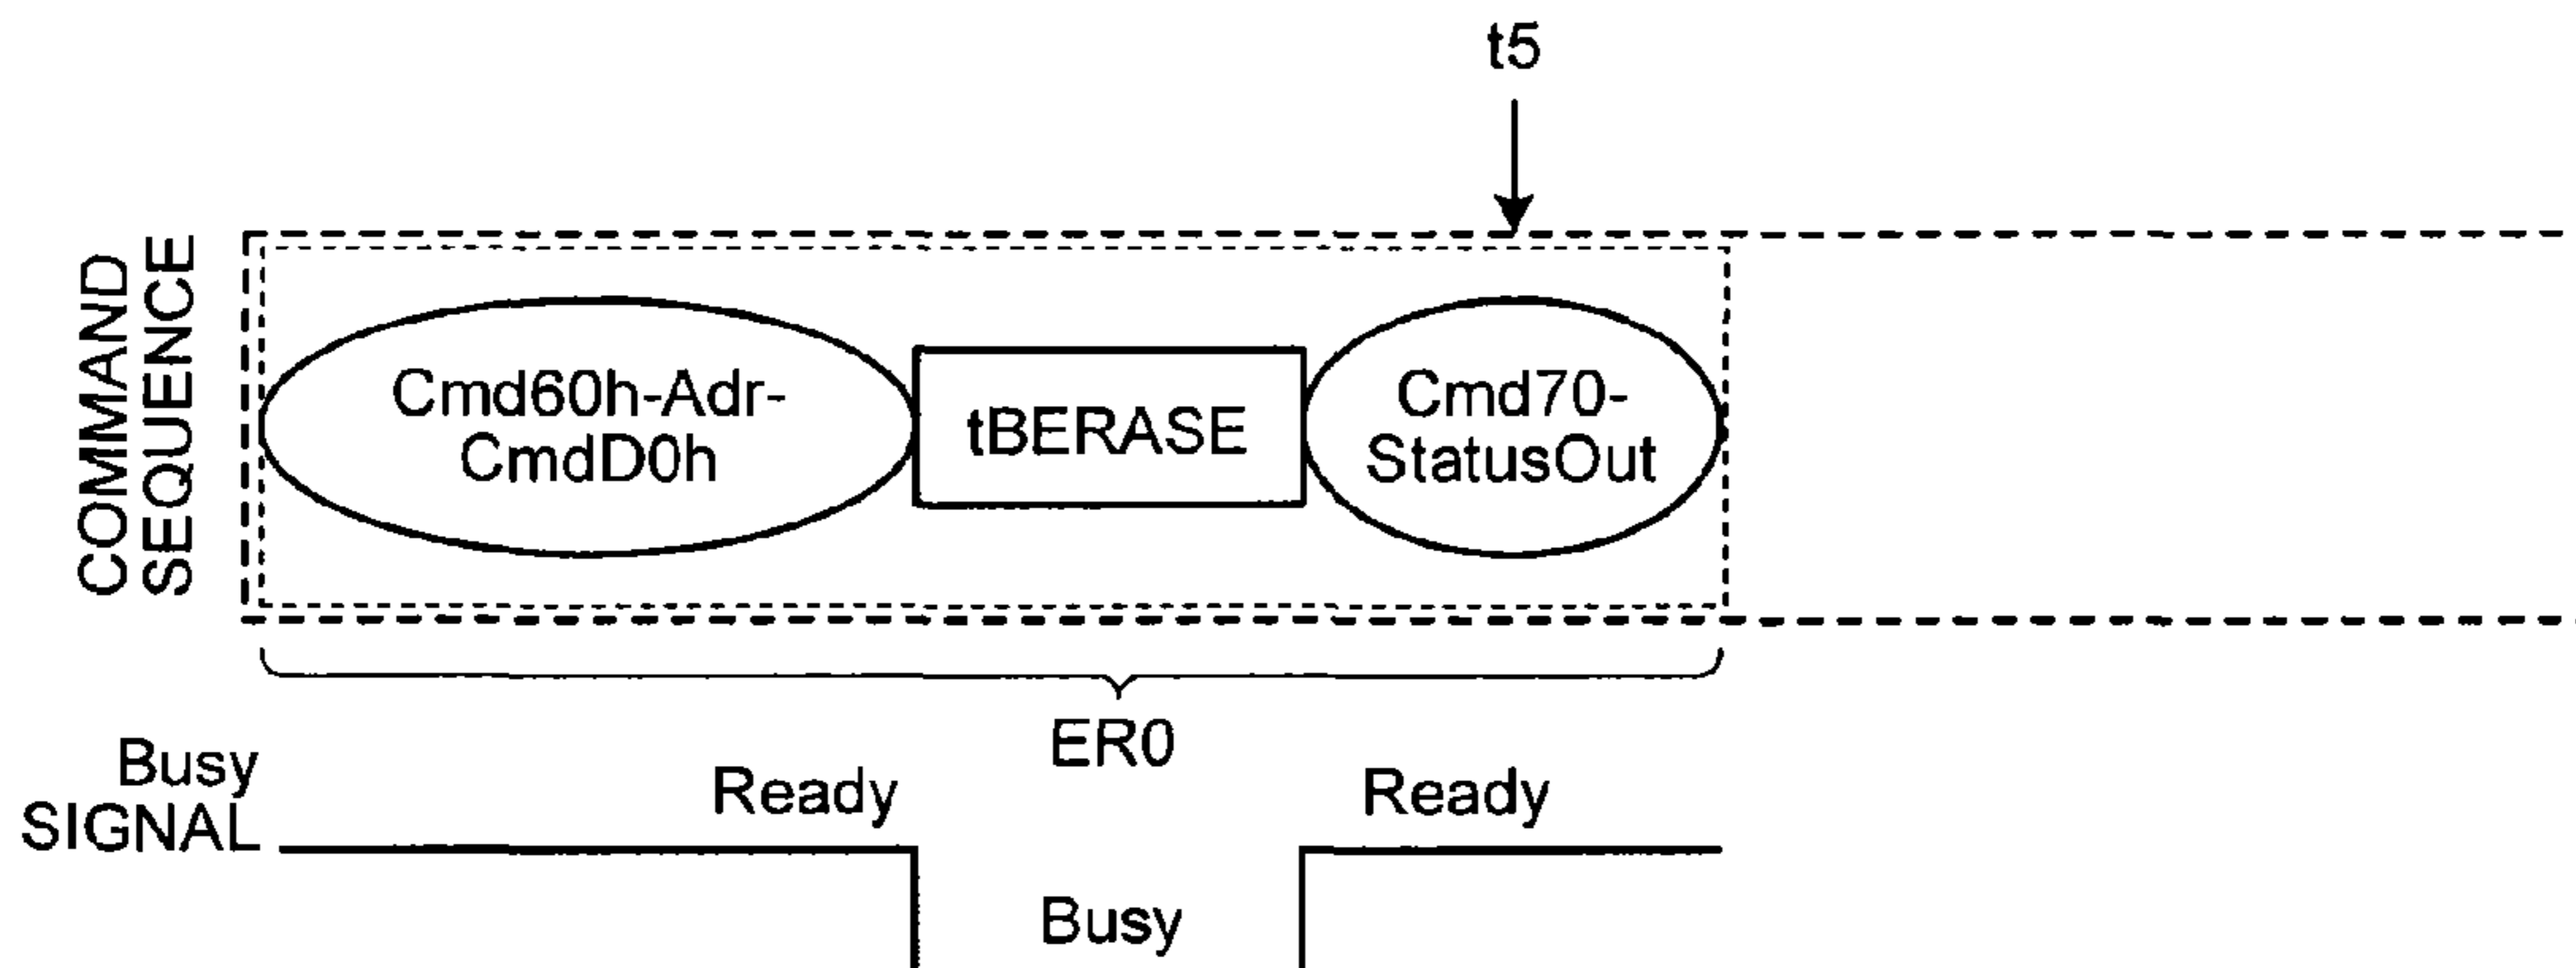 t5
COMMAND
SEQUENCE
Cmd60h-Adr-
CmdD0h
tBERASE
Cmd70-
StatusOut
ER0
Busy
SIGNAL
Ready
Ready
Busy